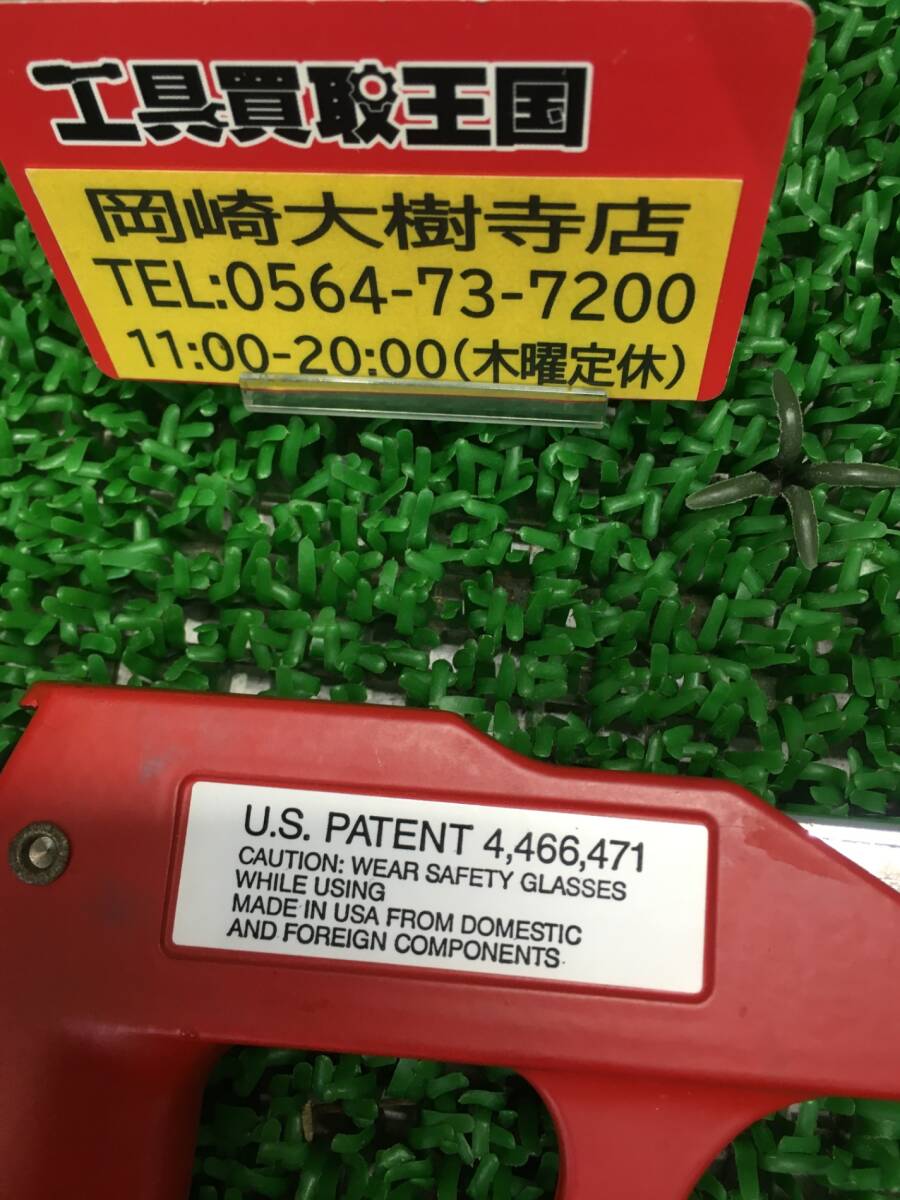 工具買取王国
岡崎大樹寺店
TEL:0564-73-7200
11:00-20:00(木曜定休)
U.S. PATENT 4,466,471
CAUTION: WEAR SAFETY GLASSES
WHILE USING
MADE IN USA FROM DOMESTIC
AND FOREIGN COMPONENTS